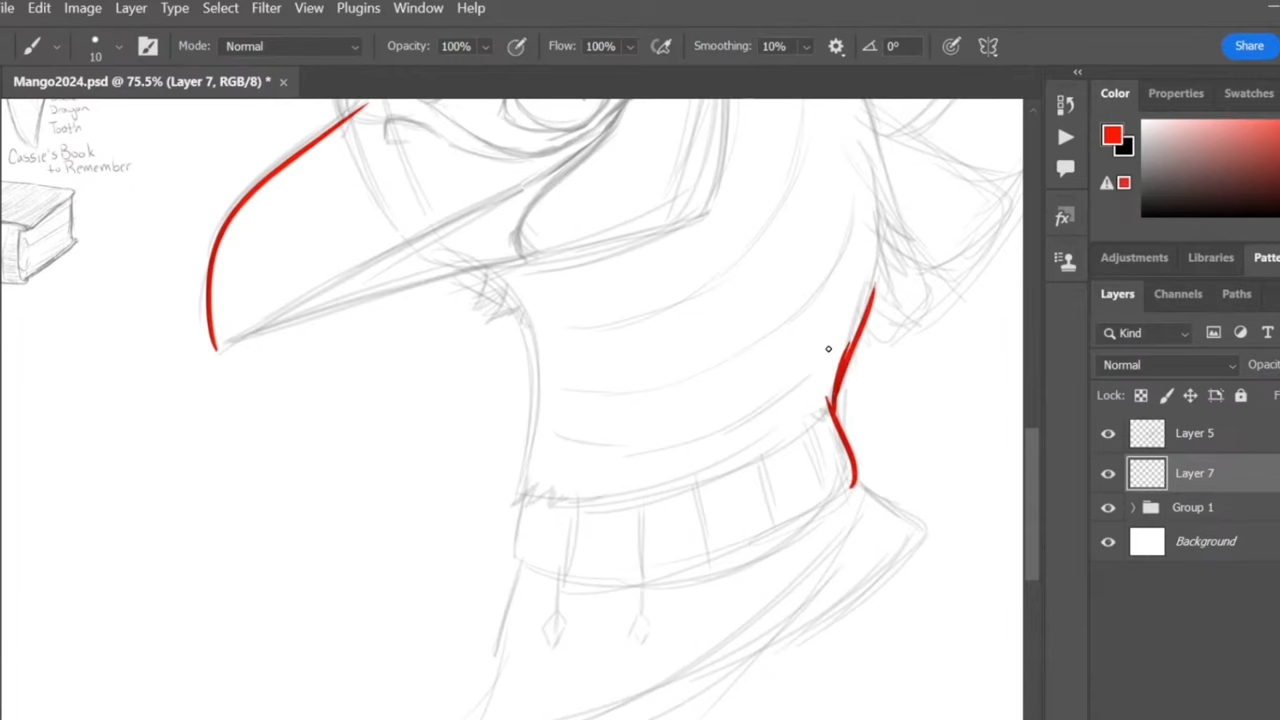 ile Edit Image Layer Type Select Filter View Plugins Window Help
10 Mode: Normal Opacity: 100% Flow: 100% Smoothing: 10% 0° Share
Mango2024.psd @ 75.5% (Layer 7, RGB/8) * ×
Dragon
Tooth
Cassie's Book
to Remember
Color Properties Swatches
fx
Adjustments Libraries Patte
Layers Channels Paths
Kind
Normal Opaci
Lock: F
Layer 5
Layer 7
Group 1
Background